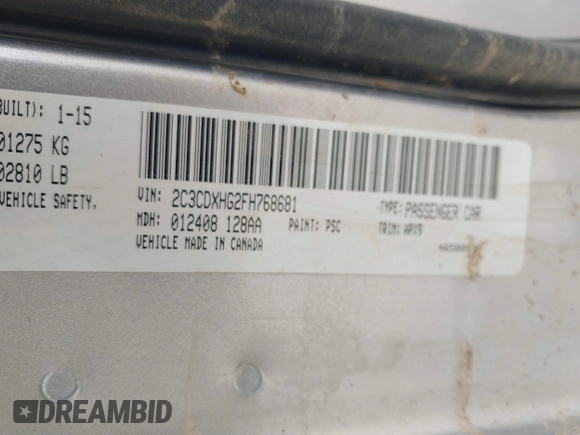 BUILT): 1-15
01275 KG
02810 LB
VEHICLE SAFETY.
VIN: 2C3CDXHG2FH768681
-TYPE: PASSENGER CAR
MDH: 012408 128AA
PAINT: PSC
TRIM: APX9
VEHICLE MADE IN CANADA
DREAMBID